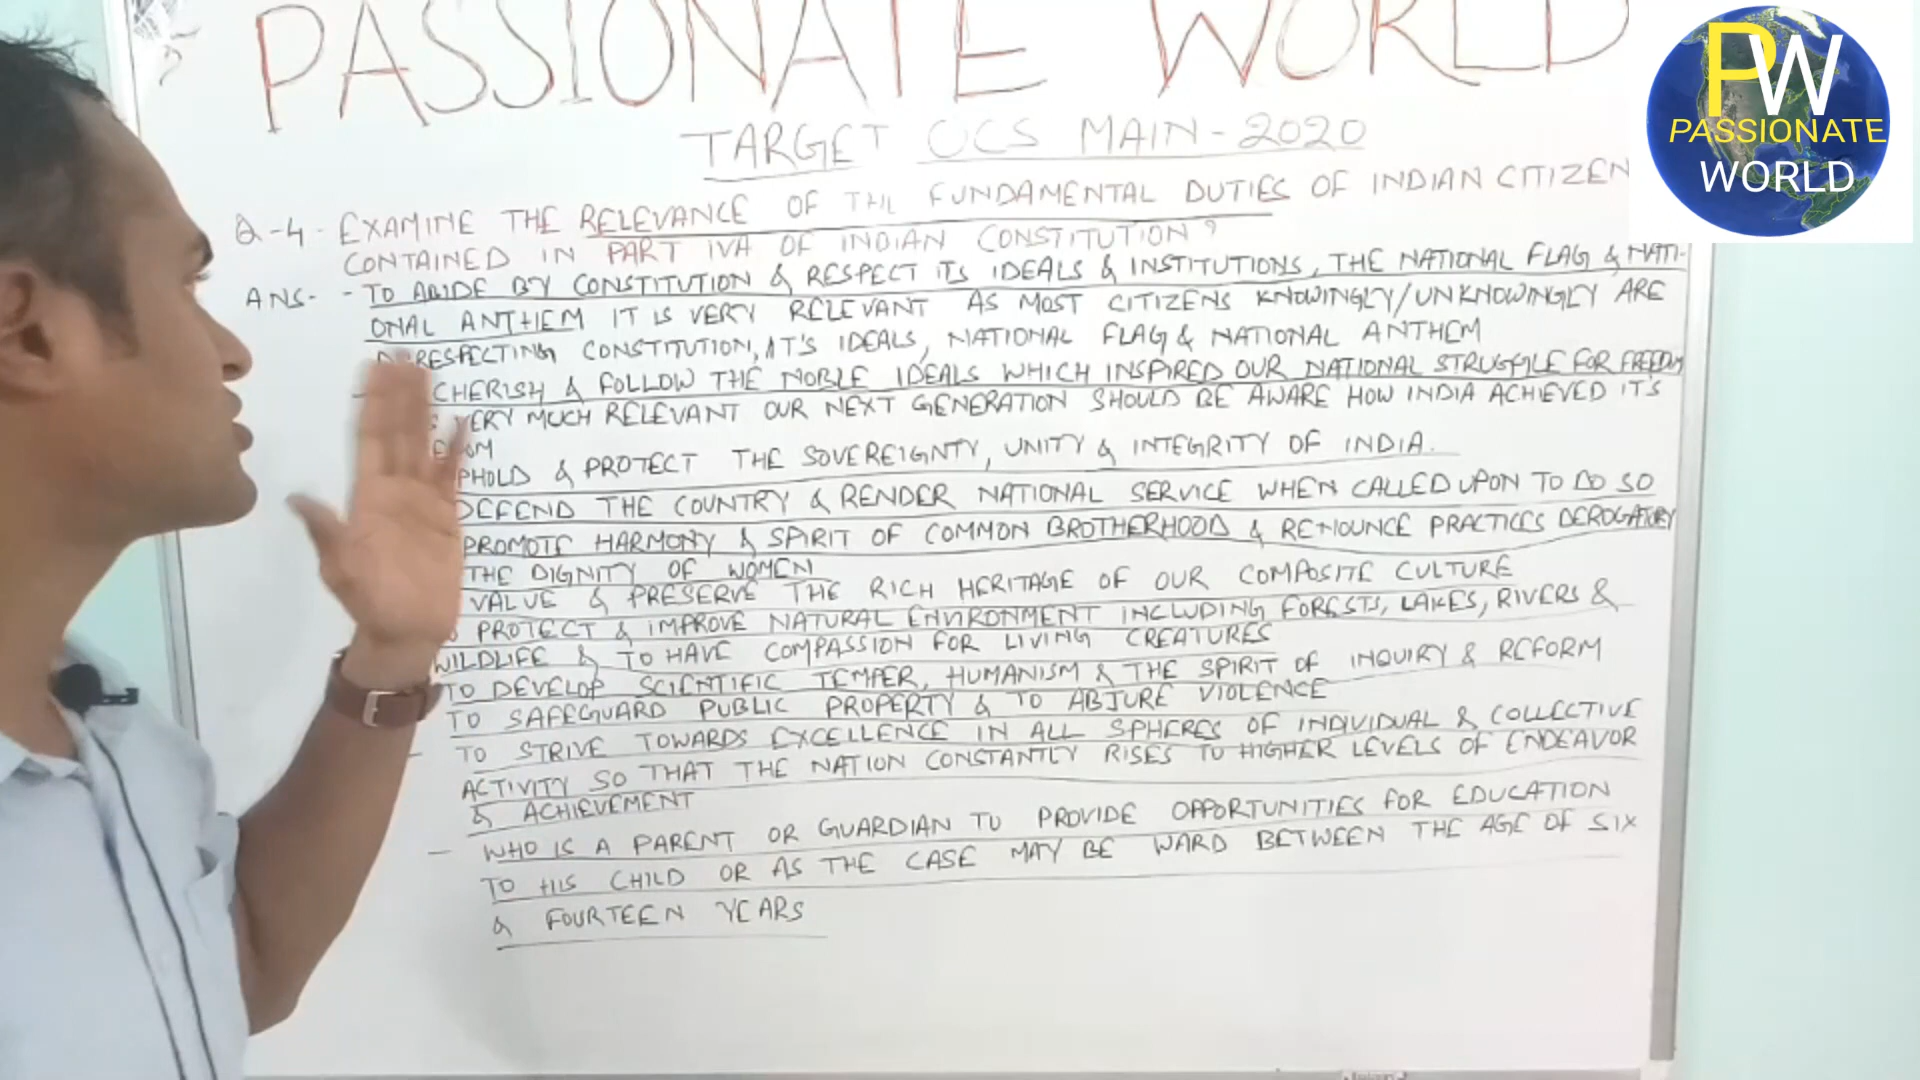 PASSIONATE WORLD
PW
PASSIONATE
WORLD
TARGET OCS MAIN-2020
Q-4- EXAMINE THE RELEVANCE OF THE FUNDAMENTAL DUTIES OF INDIAN CITIZEN
CONTAINED IN PART IVA OF INDIAN CONSTITUTION?
ANS- - TO ABIDE BY CONSTITUTION & RESPECT ITS IDEALS & INSTITUTIONS, THE NATIONAL FLAG & NATI-
ONAL ANTHEM IT IS VERY RELEVANT AS MOST CITIZENS KNOWINGLY/UNKNOWINGLY ARE
RESPECTING CONSTITUTION, IT'S IDEALS, NATIONAL FLAG & NATIONAL ANTHEM
- CHERISH & FOLLOW THE NOBLE IDEALS WHICH INSPIRED OUR NATIONAL STRUGGLE FOR FREEDOM
VERY MUCH RELEVANT OUR NEXT GENERATION SHOULD BE AWARE HOW INDIA ACHIEVED IT'S
PHOLD & PROTECT THE SOVEREIGNTY, UNITY & INTEGRITY OF INDIA.
DEFEND THE COUNTRY & RENDER NATIONAL SERVICE WHEN CALLED UPON TO DO SO
PROMOTE HARMONY & SPIRIT OF COMMON BROTHERHOOD & RENOUNCE PRACTICES DEROGATORY
THE DIGNITY OF WOMEN
VALUE & PRESERVE THE RICH HERITAGE OF OUR COMPOSITE CULTURE
PROTECT & IMPROVE NATURAL ENVIRONMENT INCLUDING FORESTS, LAKES, RIVERS &
WILDLIFE & TO HAVE COMPASSION FOR LIVING CREATURES
TO DEVELOP SCIENTIFIC TEMPER, HUMANISM & THE SPIRIT OF INQUIRY & REFORM
TO SAFEGUARD PUBLIC PROPERTY & TO ABJURE VIOLENCE
- TO STRIVE TOWARDS EXCELLENCE IN ALL SPHERES OF INDIVIDUAL & COLLECTIVE
ACTIVITY SO THAT THE NATION CONSTANTLY RISES TO HIGHER LEVELS OF ENDEAVOR
& ACHIEVEMENT
- WHO IS A PARENT OR GUARDIAN TO PROVIDE OPPORTUNITIES FOR EDUCATION
TO HIS CHILD OR AS THE CASE MAY BE WARD BETWEEN THE AGE OF SIX
& FOURTEEN YEARS